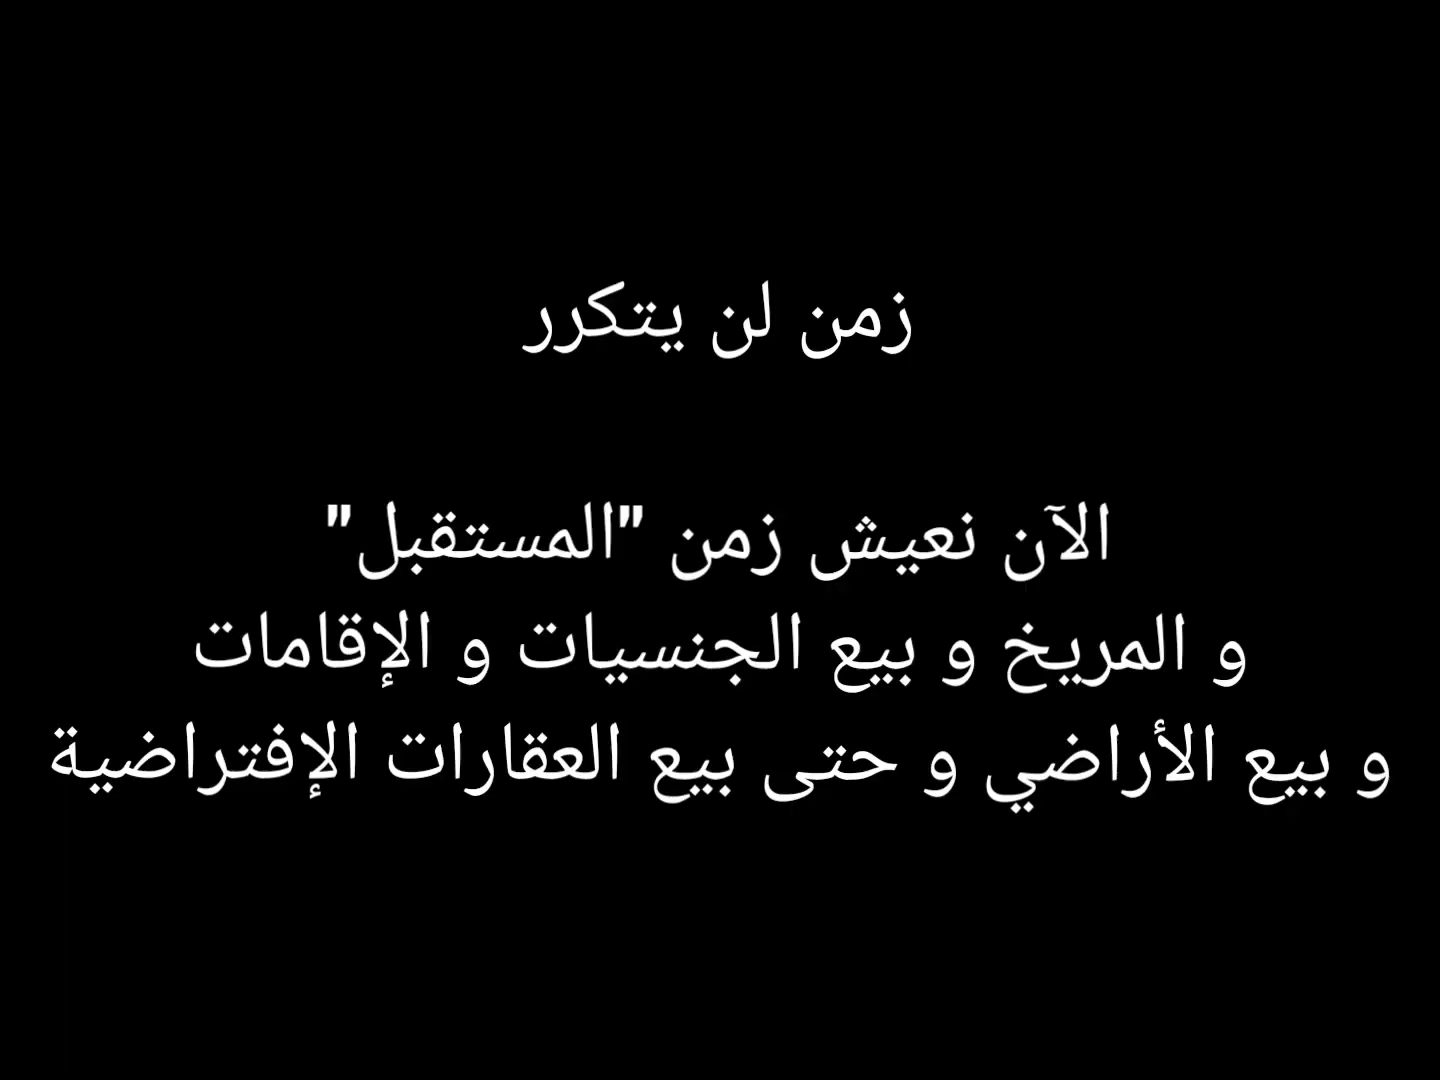 زمن لن يتكرر
الآن نعيش زمن "المستقبل"
و المريخ و بيع الجنسيات و الإقامات
و بيع الأراضي و حتى بيع العقارات الإفتراضية